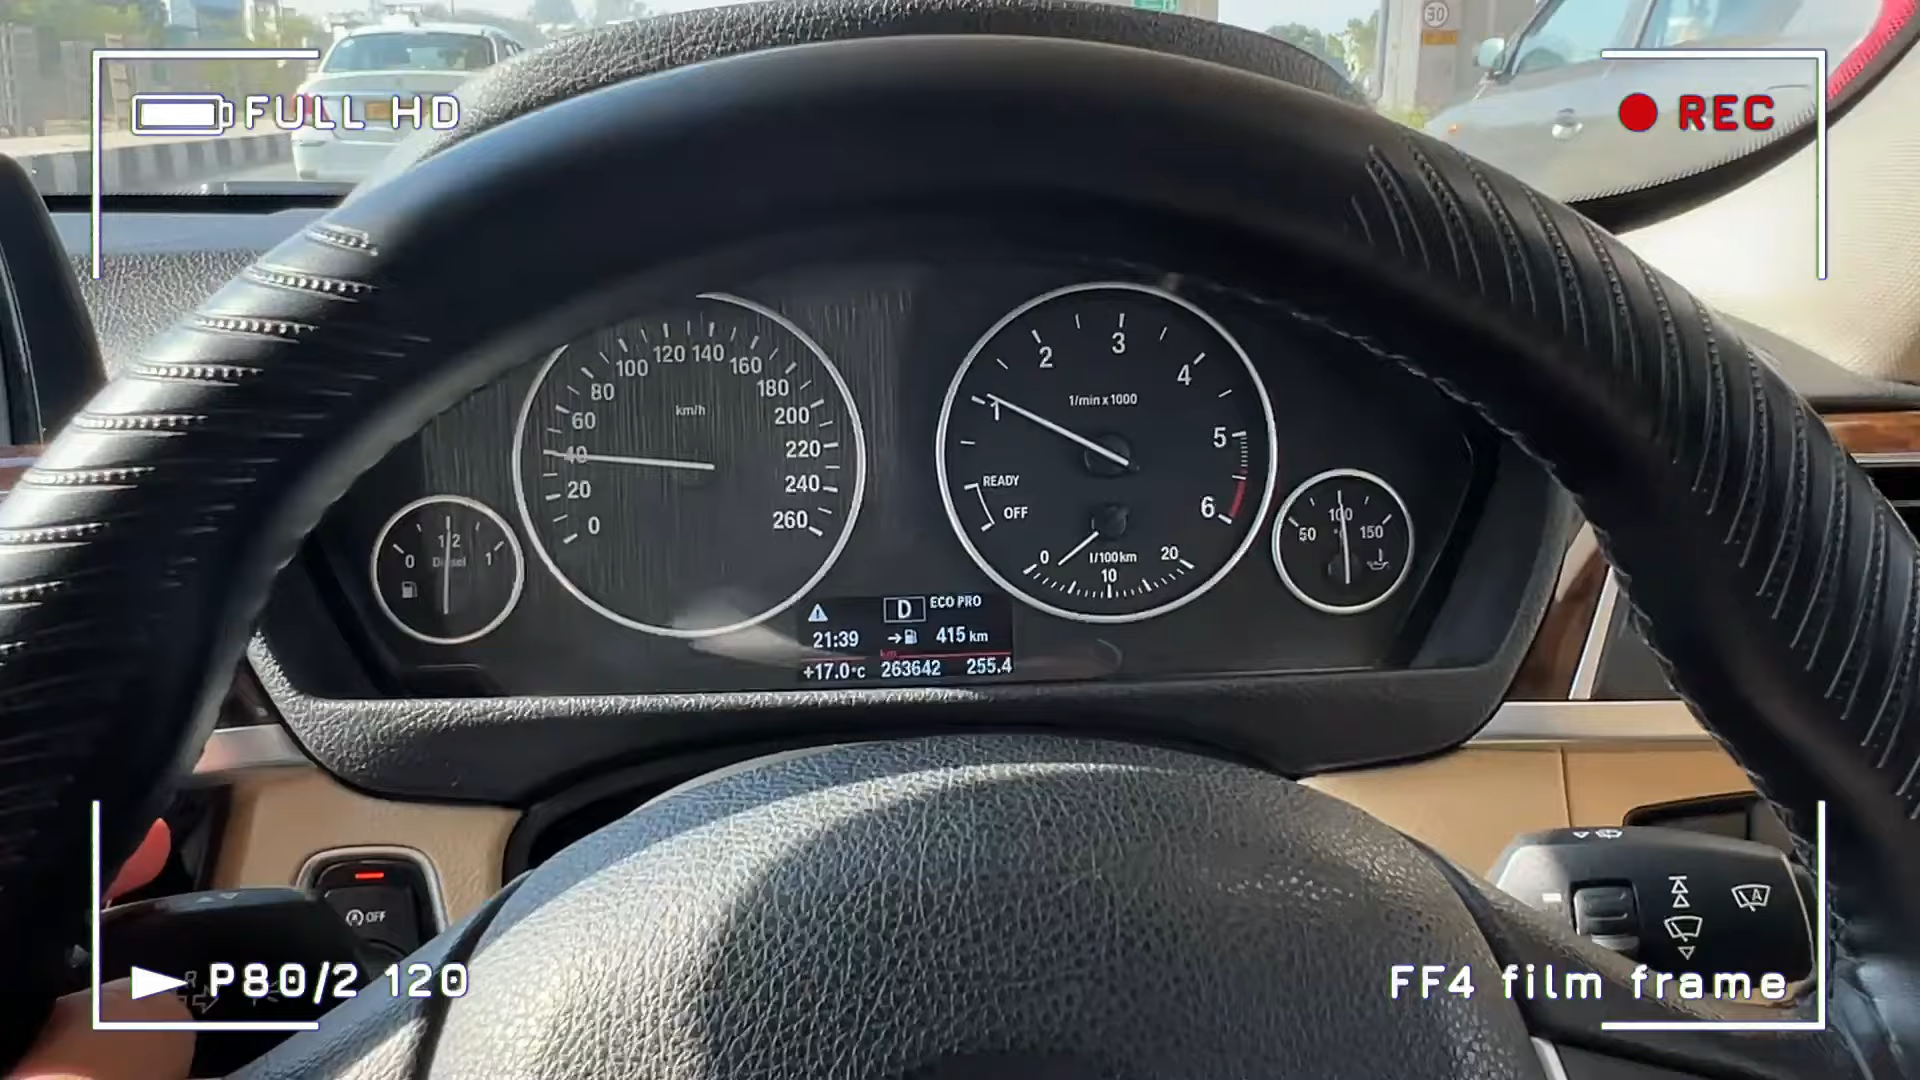 30
FULL HD
REC
0
20
40
60
80
100
120
140
160
180
200
220
240
260
km/h
1
2
3
4
5
6
1/min x 1000
READY
OFF
0
10
20
l/100km
0
1/2
1
Diesel
50
100
150
°C
D
ECO PRO
21:39
415 km
km
+17.0°C
263642
255.4
A OFF
A
P80/2 120
FF4 film frame